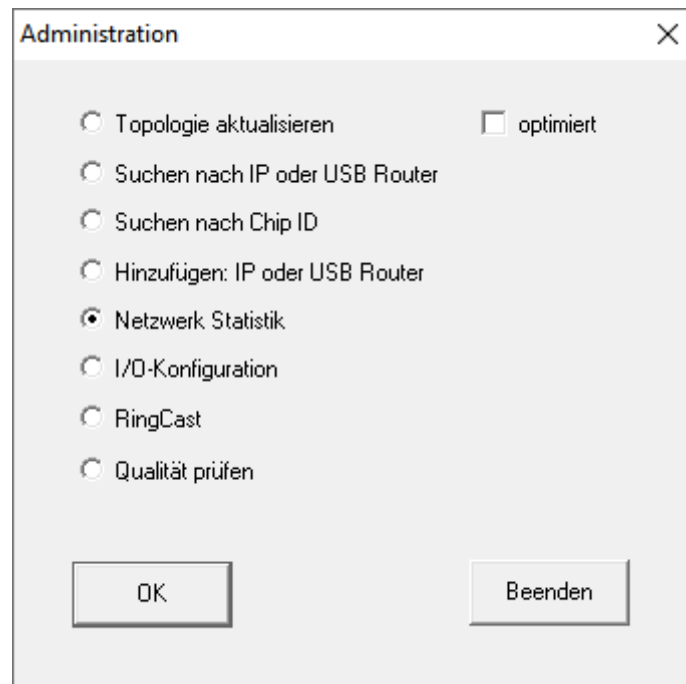 Administration
Topologie aktualisieren
optimiert
Suchen nach IP oder USB Router
Suchen nach Chip ID
Hinzufügen: IP oder USB Router
Netzwerk Statistik
I/O-Konfiguration
RingCast
Qualität prüfen
OK
Beenden